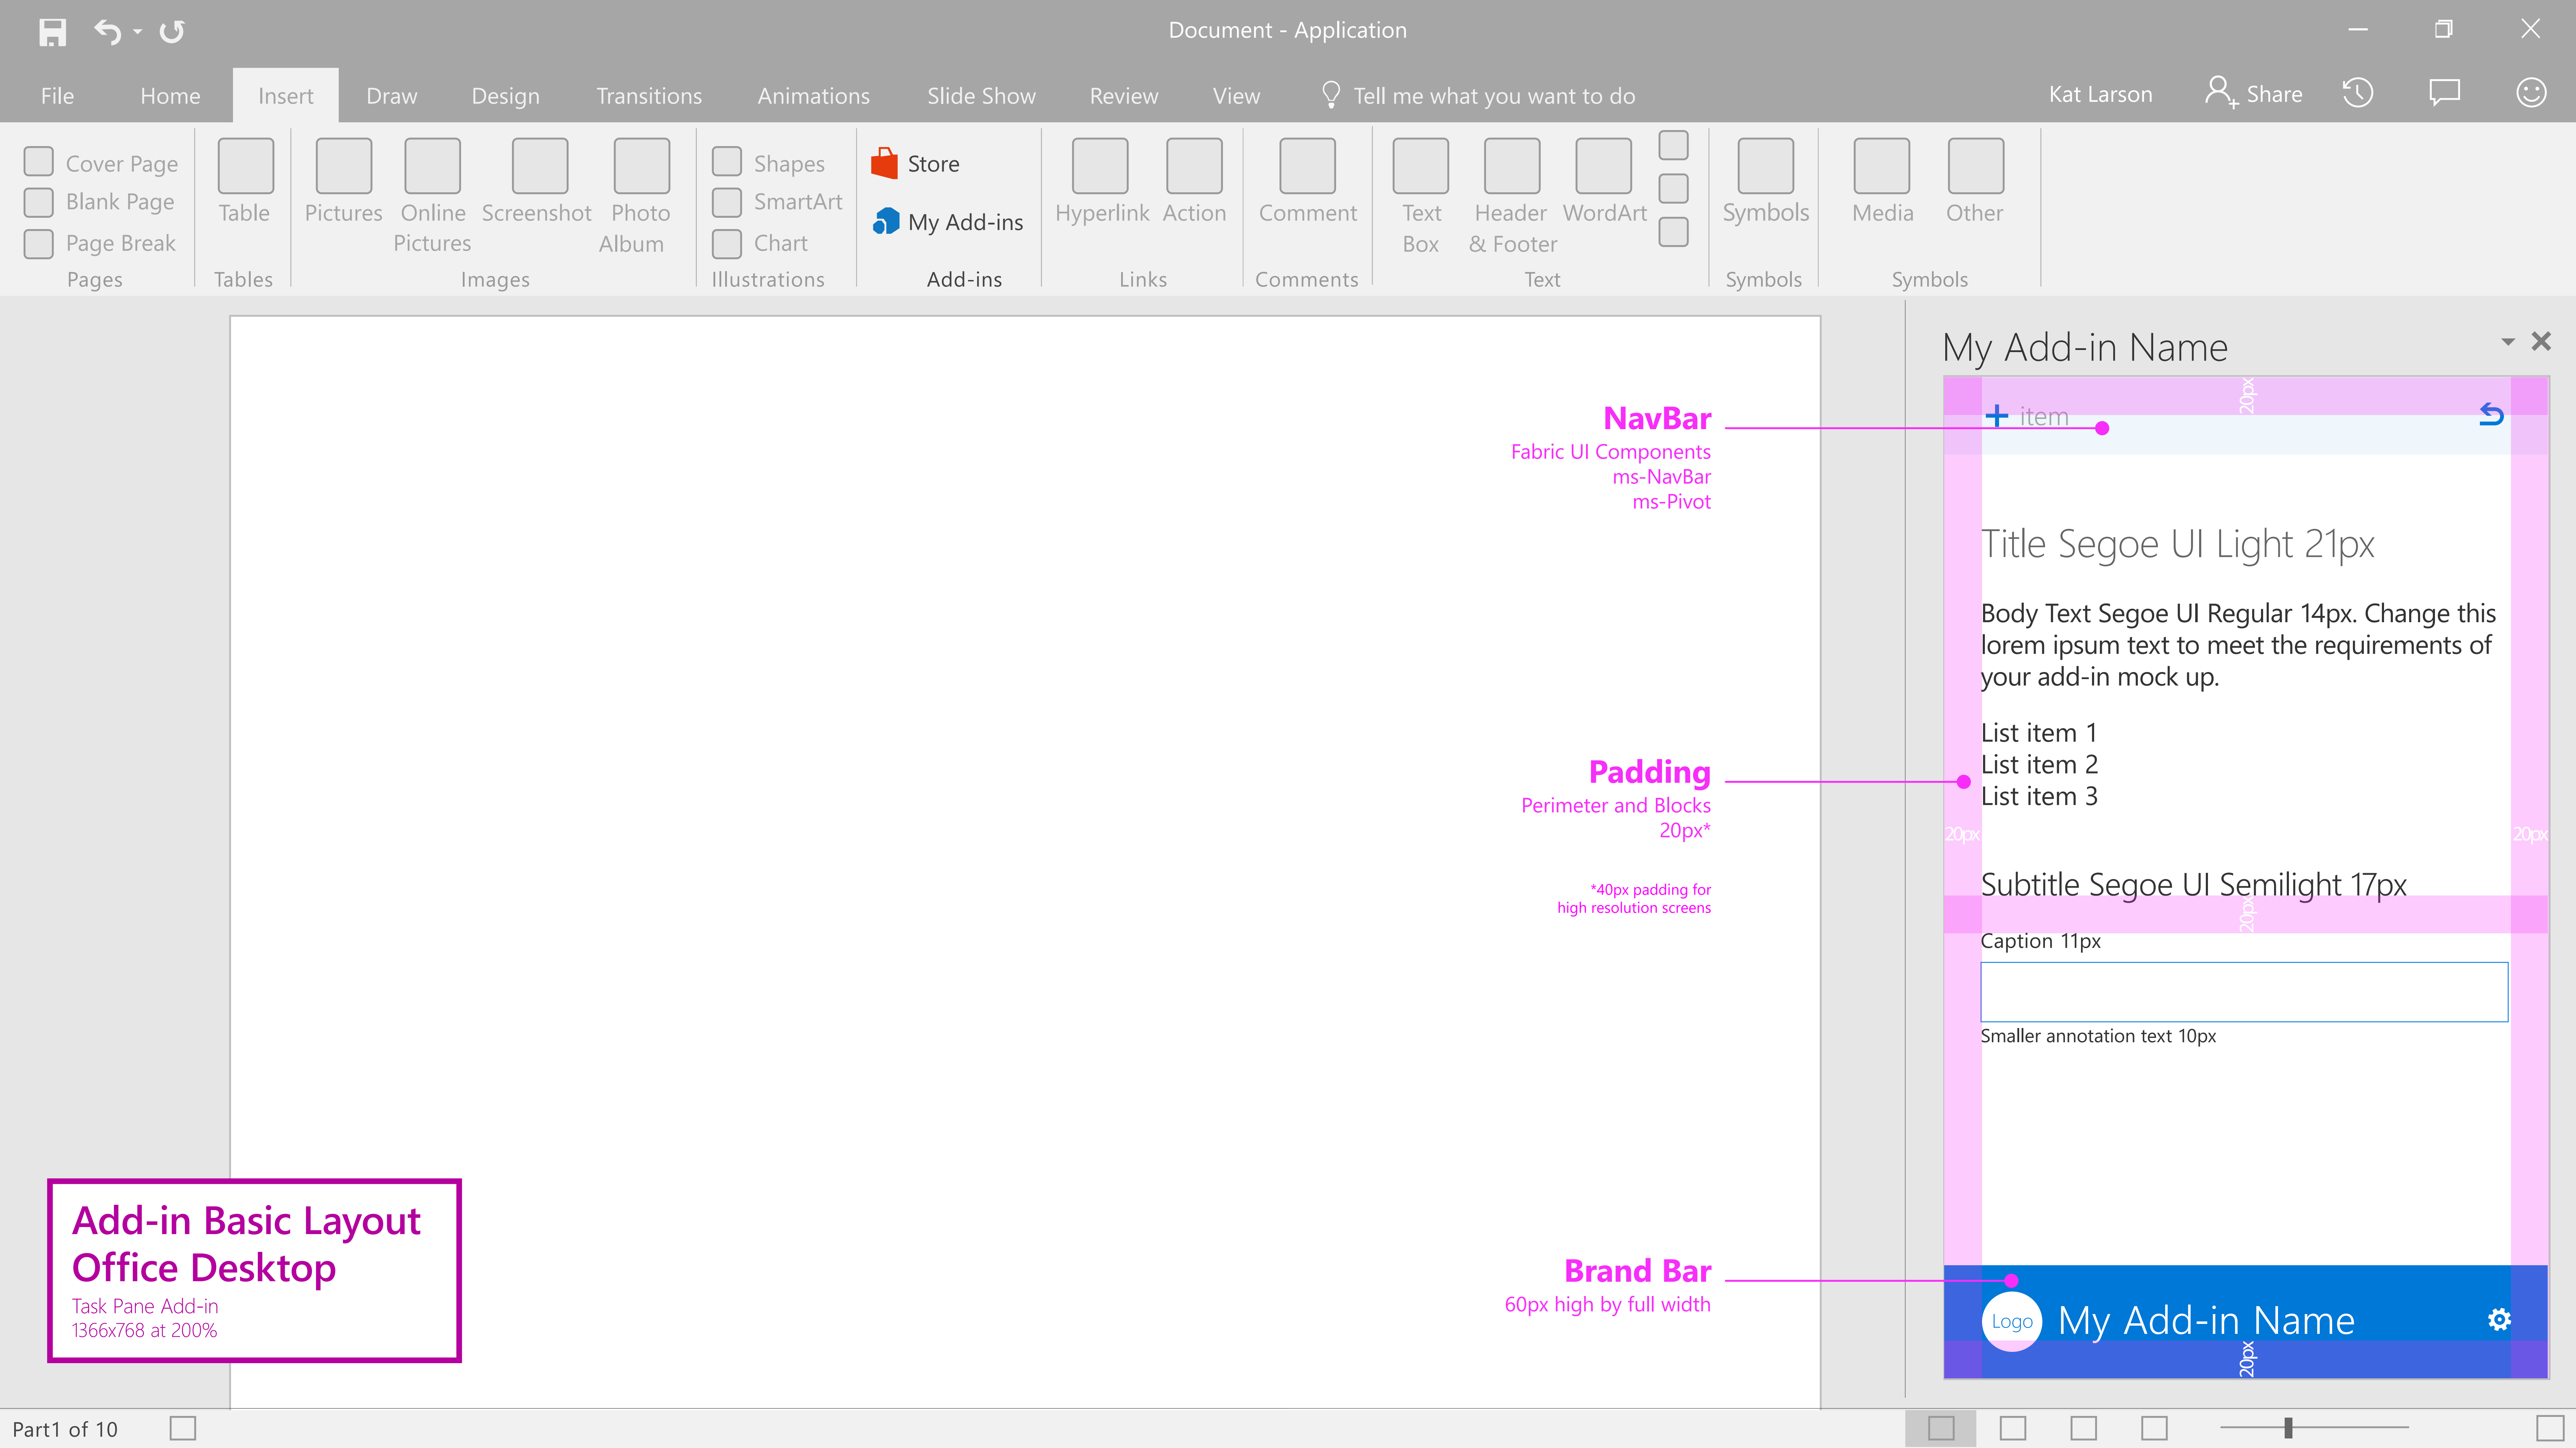 Document - Application
File Home Insert Draw Design Transitions Animations Slide Show Review View Tell me what you want to do Kat Larson Share
Cover Page
Blank Page
Page Break
Pages
Table
Tables
Pictures
Online
Pictures
Screenshot
Photo
Album
Images
Shapes
SmartArt
Chart
Illustrations
Store
My Add-ins
Add-ins
Hyperlink
Action
Links
Comment
Comments
Text
Box
Header
& Footer
WordArt
Text
Symbols
Symbols
Media
Other
Symbols
NavBar
Fabric UI Components
ms-NavBar
ms-Pivot
Padding
Perimeter and Blocks
20px*
*40px padding for
high resolution screens
Brand Bar
60px high by full width
My Add-in Name
20px
item
Title Segoe UI Light 21px
Body Text Segoe UI Regular 14px. Change this
lorem ipsum text to meet the requirements of
your add-in mock up.
List item 1
List item 2
List item 3
20px
20px
Subtitle Segoe UI Semilight 17px
20px
Caption 11px
Smaller annotation text 10px
Logo
My Add-in Name
20px
Add-in Basic Layout
Office Desktop
Task Pane Add-in
1366x768 at 200%
Part1 of 10